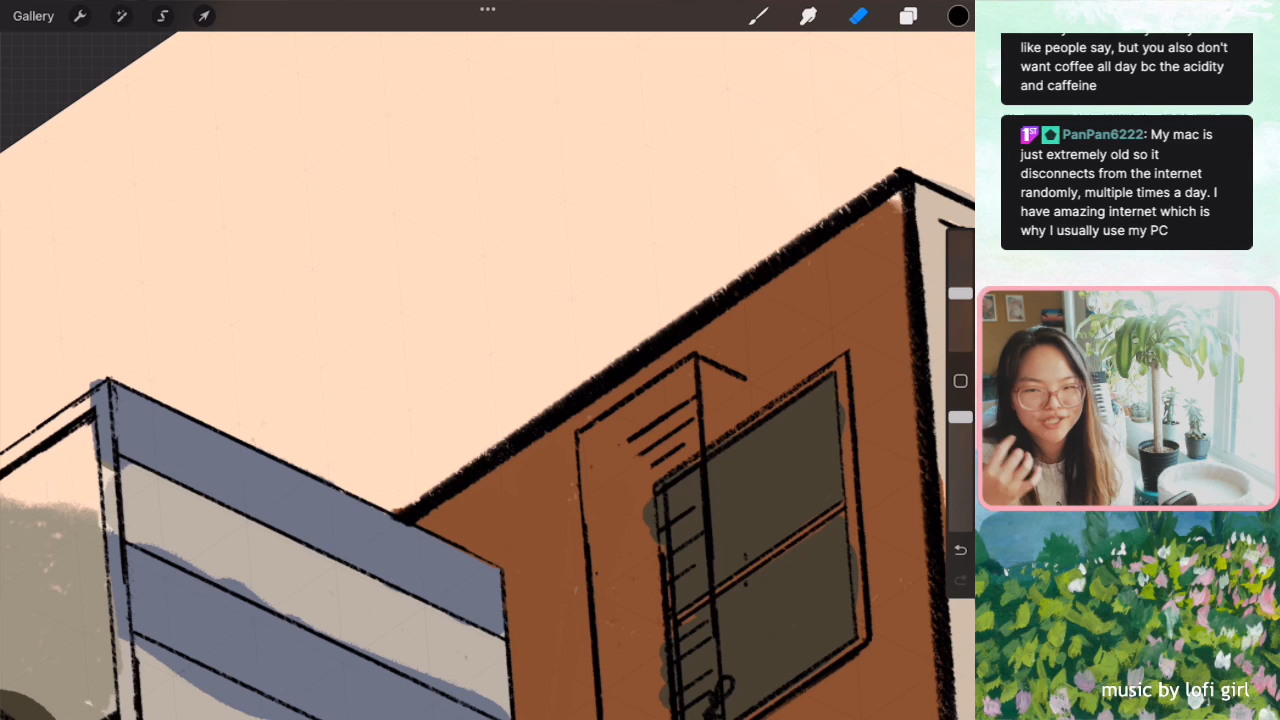 Gallery
like people say, but you also don't
want coffee all day bc the acidity
and caffeine
1ST PanPan6222: My mac is
just extremely old so it
disconnects from the internet
randomly, multiple times a day. I
have amazing internet which is
why I usually use my PC
music by lofi girl